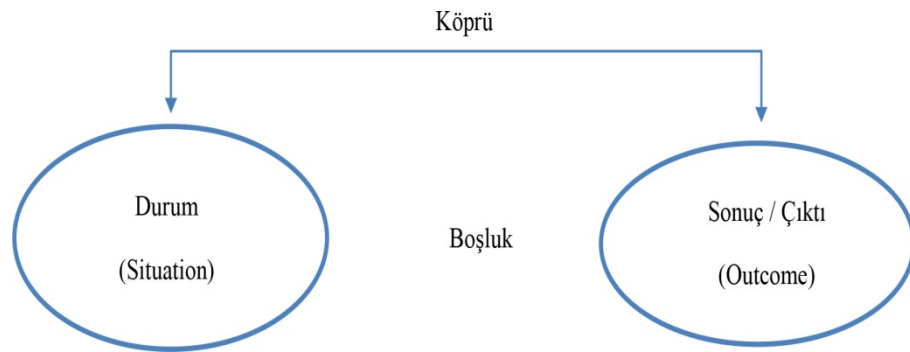 Köprü
Durum
(Situation)
Boşluk
Sonuç / Çıktı
(Outcome)